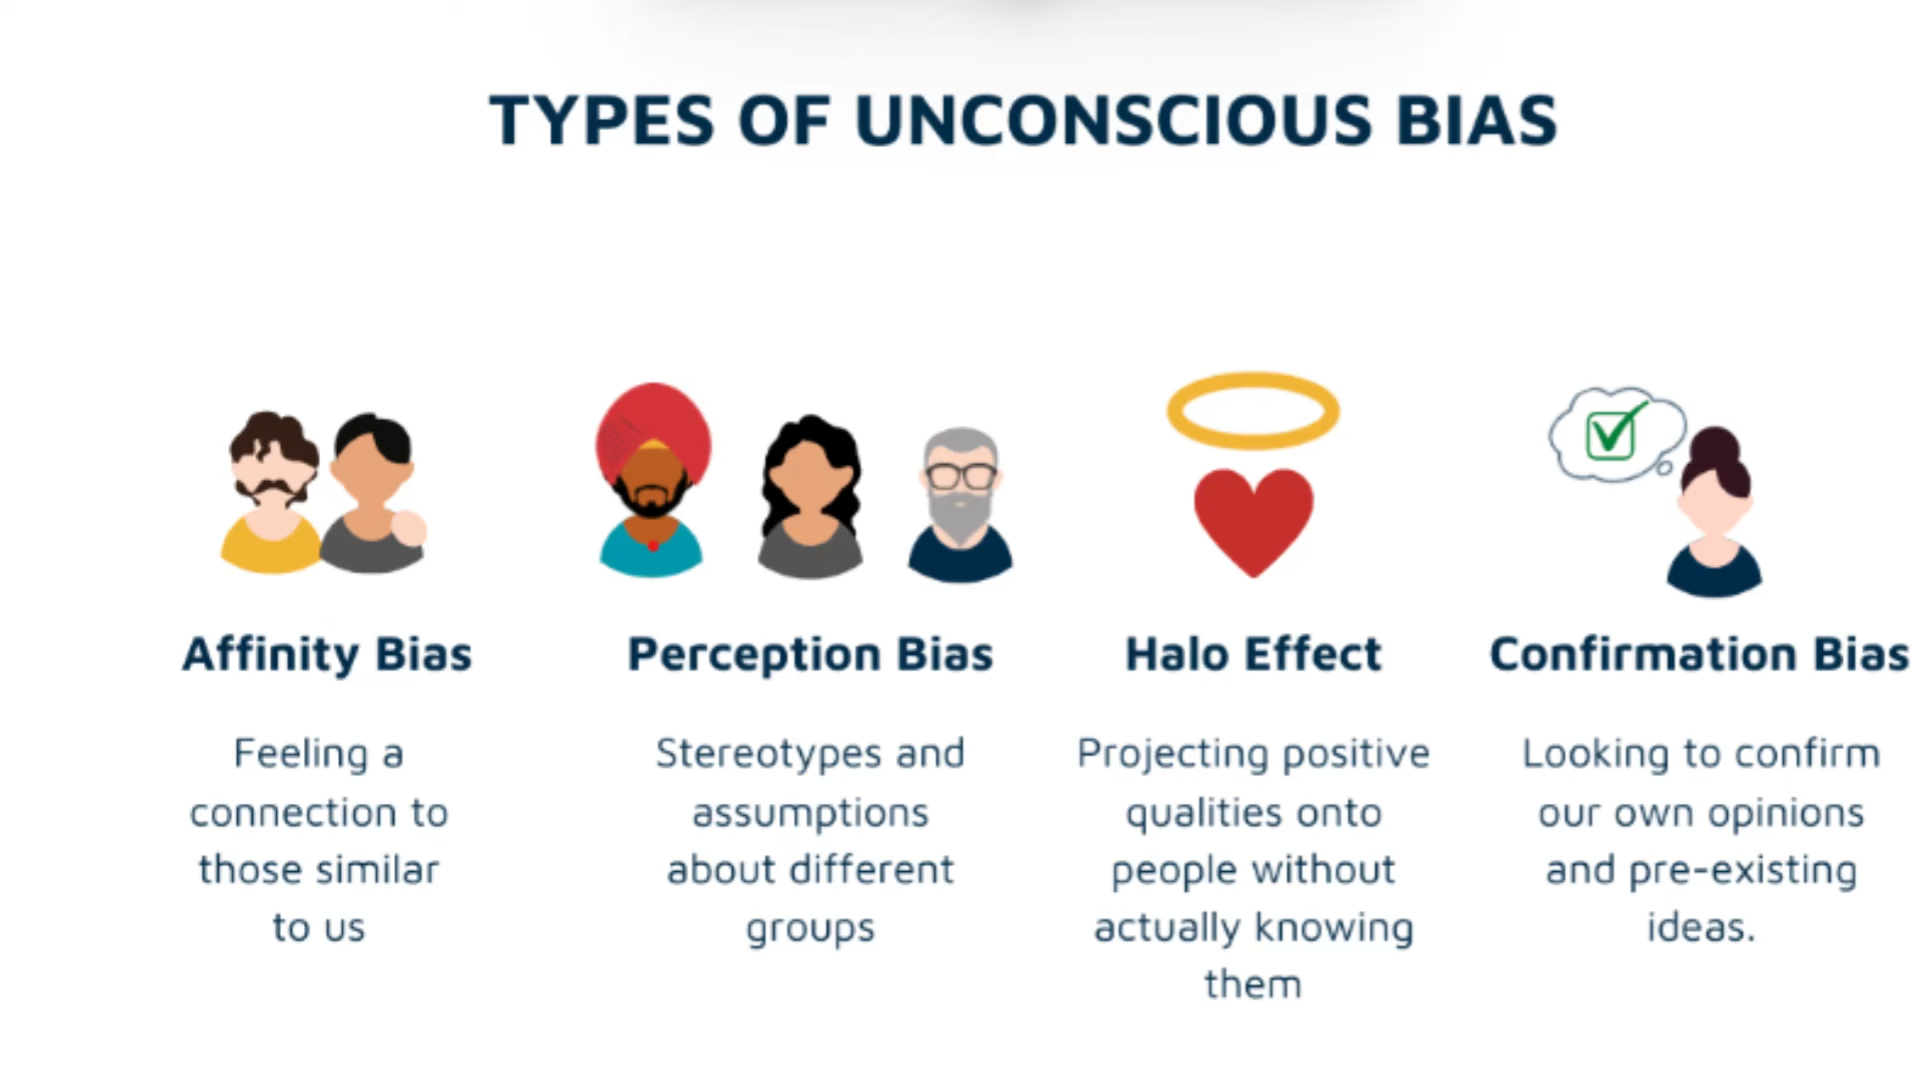 TYPES OF UNCONSCIOUS BIAS
Affinity Bias
Feeling a
connection to
those similar
to us
Perception Bias
Stereotypes and
assumptions
about different
groups
Halo Effect
Projecting positive
qualities onto
people without
actually knowing
them
Confirmation Bias
Looking to confirm
our own opinions
and pre-existing
ideas.